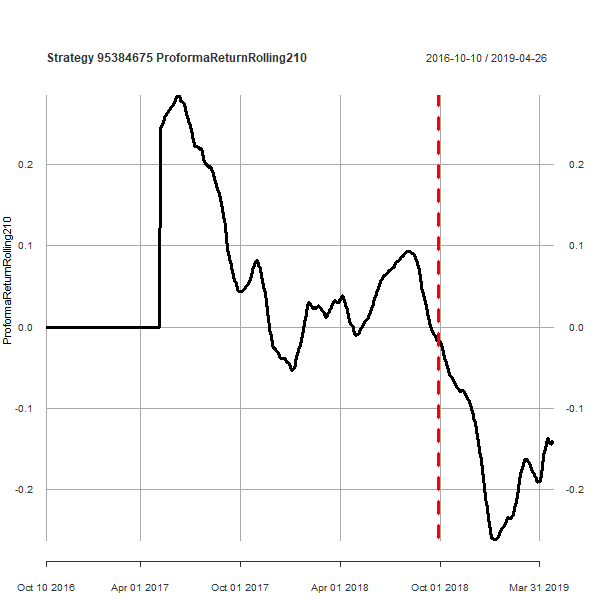 Strategy 95384675 ProformaReturnRolling210
2016-10-10 / 2019-04-26
ProformaReturnRolling210
0.2 0.2
0.1 0.1
0.0 0.0
-0.1 -0.1
-0.2 -0.2
Oct 10 2016 Apr 01 2017 Oct 01 2017 Apr 01 2018 Oct 01 2018 Mar 31 2019